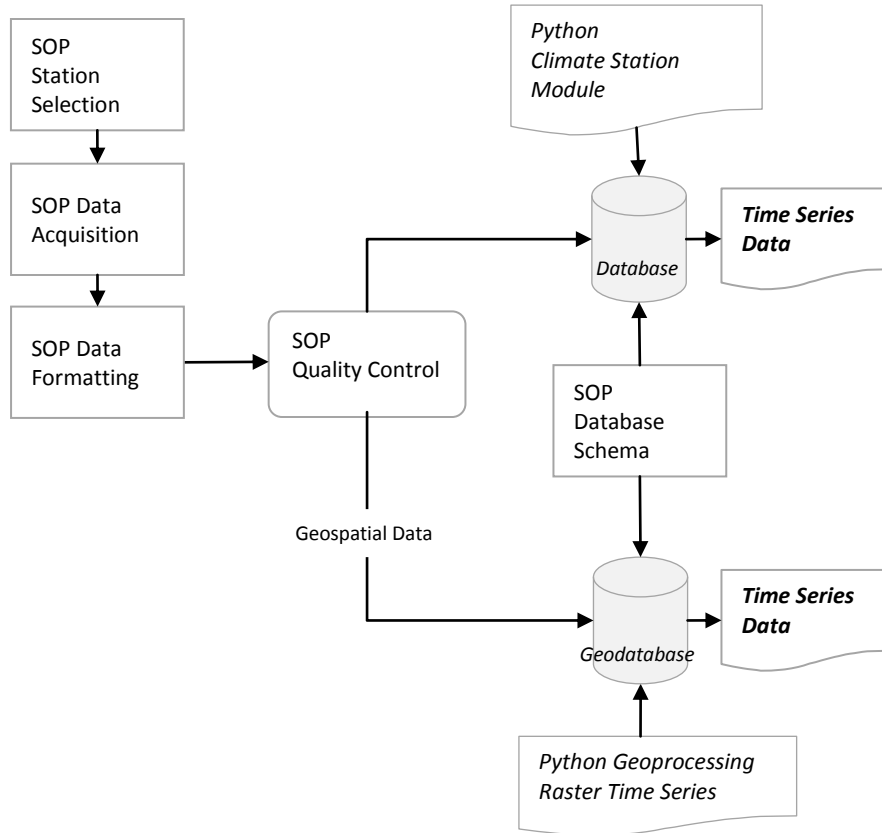 SOP
Station
Selection
SOP Data
Acquisition
SOP Data
Formatting
SOP
Quality Control
Geospatial Data
Python
Climate Station
Module
Database
Time Series
Data
SOP
Database
Schema
Geodatabase
Time Series
Data
Python Geoprocessing
Raster Time Series